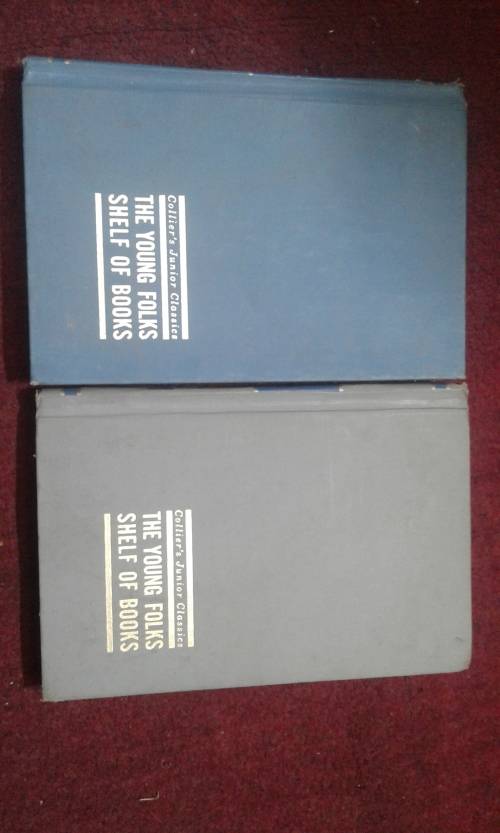 Collier's Junior Classics
THE YOUNG FOLKS
SHELF OF BOOKS
Collier's Junior Classics
THE YOUNG FOLKS
SHELF OF BOOKS